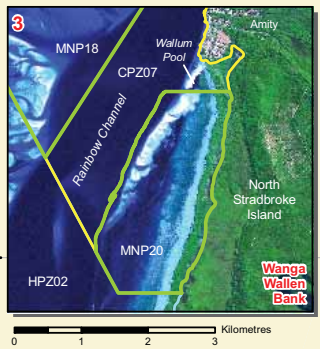 3
Amity
MNP18
Wallum
Pool
CPZ07
Rainbow Channel
North
Stradbroke
Island
MNP20
HPZ02
Wanga
Wallen
Bank
Kilometres
0 1 2 3